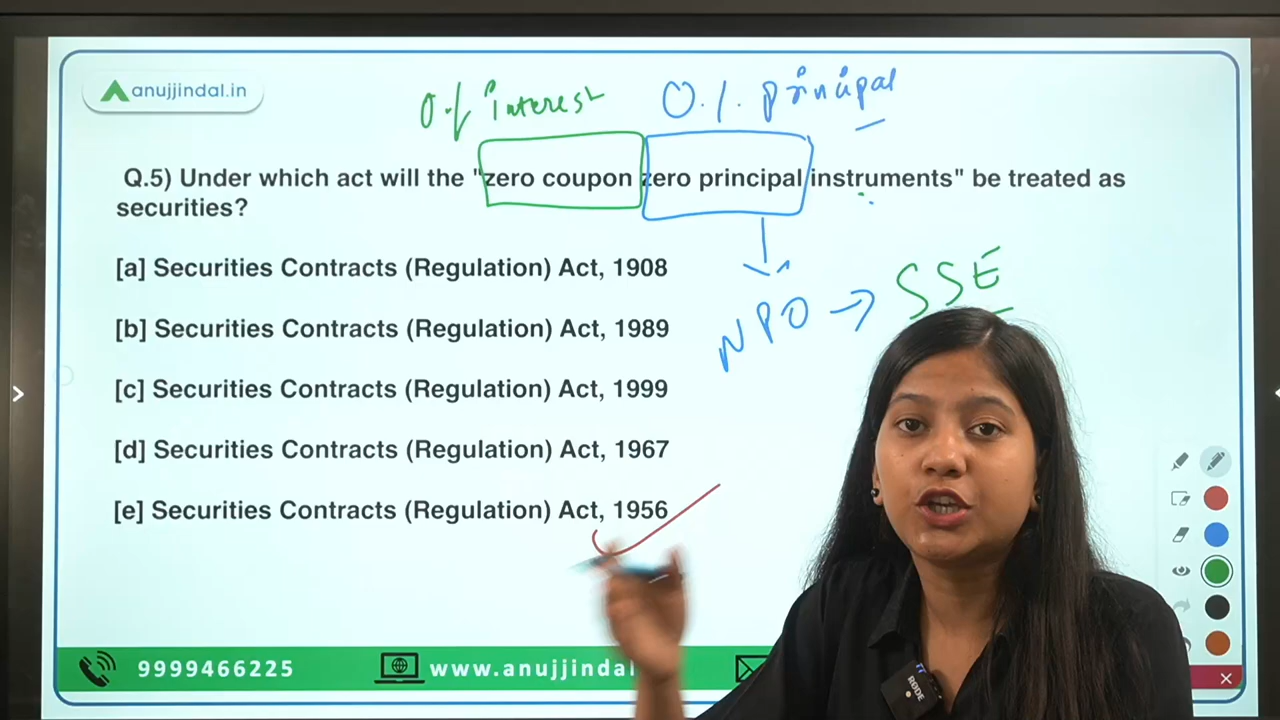 anujjindal.in
0% interest 0% principal
Q.5) Under which act will the "zero coupon zero principal instruments" be treated as
securities?
[a] Securities Contracts (Regulation) Act, 1908
[b] Securities Contracts (Regulation) Act, 1989
[c] Securities Contracts (Regulation) Act, 1999
[d] Securities Contracts (Regulation) Act, 1967
[e] Securities Contracts (Regulation) Act, 1956
NPO → SSE
9999466225
www.anujjindal
RØDE